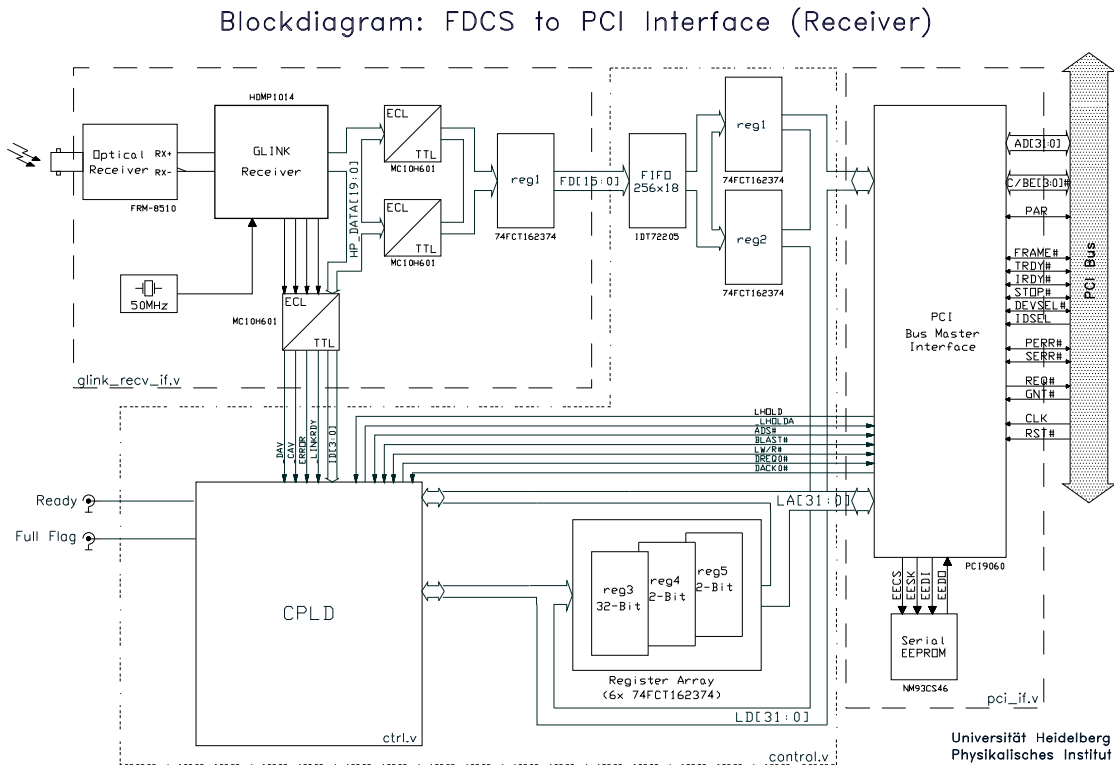 Blockdiagram: FDCS to PCI Interface (Receiver)
HDMP1014
Optical
Receiver
RX+
RX-
FRM-8510
GLINK
Receiver
50MHz
HP_DATA[19:0]
ECL
TTL
MC10H601
ECL
TTL
MC10H601
ECL
TTL
MC10H601
reg1
74FCT162374
FD[15:0]
glink_recv_if.v
FIFO
256x18
IDT72205
reg1
74FCT162374
reg2
74FCT162374
PCI
Bus Master
Interface
PCI9060
AD[31:0]
C/BE[3:0]#
PAR
FRAME#
TRDY#
IRDY#
STOP#
DEVSEL#
IDSEL
PERR#
SERR#
REQ#
GNT#
CLK
RST#
PCI Bus
LHOLD
LHOLDA
ADS#
BLAST#
LW/R#
DREQ0#
DACK0#
DAV
CAV
ERROR
LINKRDY
ID[3:0]
Ready
Full Flag
CPLD
ctrl.v
LA[31:0]
reg3
32-Bit
reg4
2-Bit
reg5
2-Bit
Register Array
(6x 74FCT162374)
LD[31:0]
control.v
EECS
EESK
EEDI
EEDO
Serial
EEPROM
NM93CS46
pci_if.v
Universität Heidelberg
Physikalisches Institut